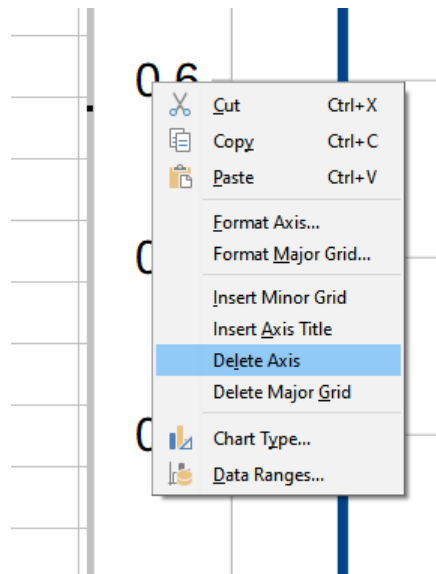 0.6
Cut Ctrl+X
Copy Ctrl+C
Paste Ctrl+V
Format Axis...
Format Major Grid...
Insert Minor Grid
Insert Axis Title
Delete Axis
Delete Major Grid
Chart Type...
Data Ranges...